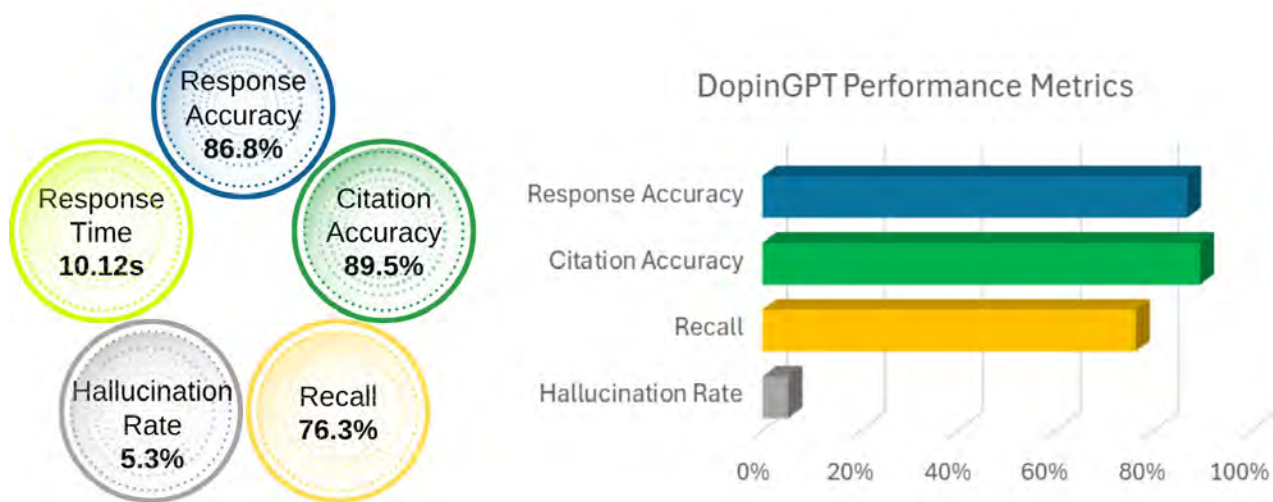 Response
Accuracy
86.8%
Response
Time
10.12s
Citation
Accuracy
89.5%
Hallucination
Rate
5.3%
Recall
76.3%
DopinGPT Performance Metrics
Response Accuracy
Citation Accuracy
Recall
Hallucination Rate
0% 20% 40% 60% 80% 100%